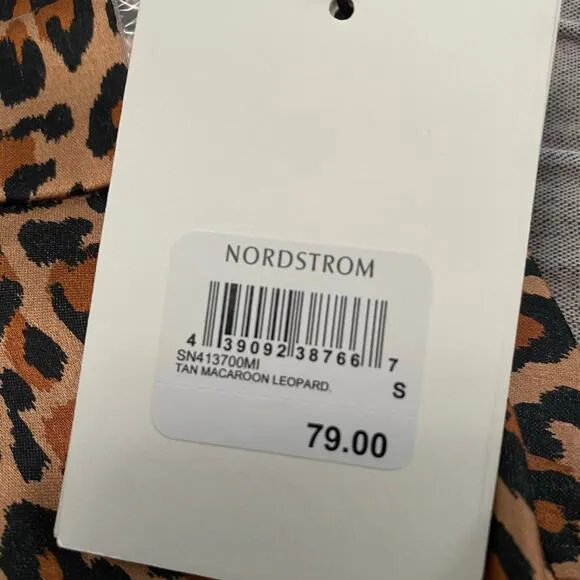 NORDSTROM
4 39092 38766 7
SN413700MI
TAN MACAROON LEOPARD.
S
79.00